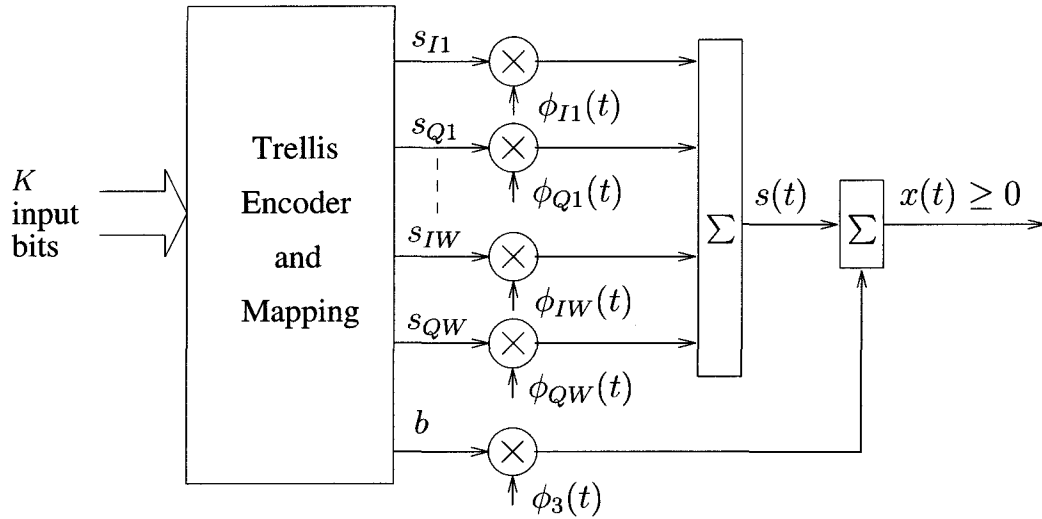 K
input
bits
Trellis
Encoder
and
Mapping
s_{I1}
×
ϕ_{I1}(t)
s_{Q1}
×
ϕ_{Q1}(t)
s_{IW}
×
ϕ_{IW}(t)
s_{QW}
×
ϕ_{QW}(t)
b
×
ϕ_3(t)
Σ
s(t)
Σ
x(t) ≥ 0